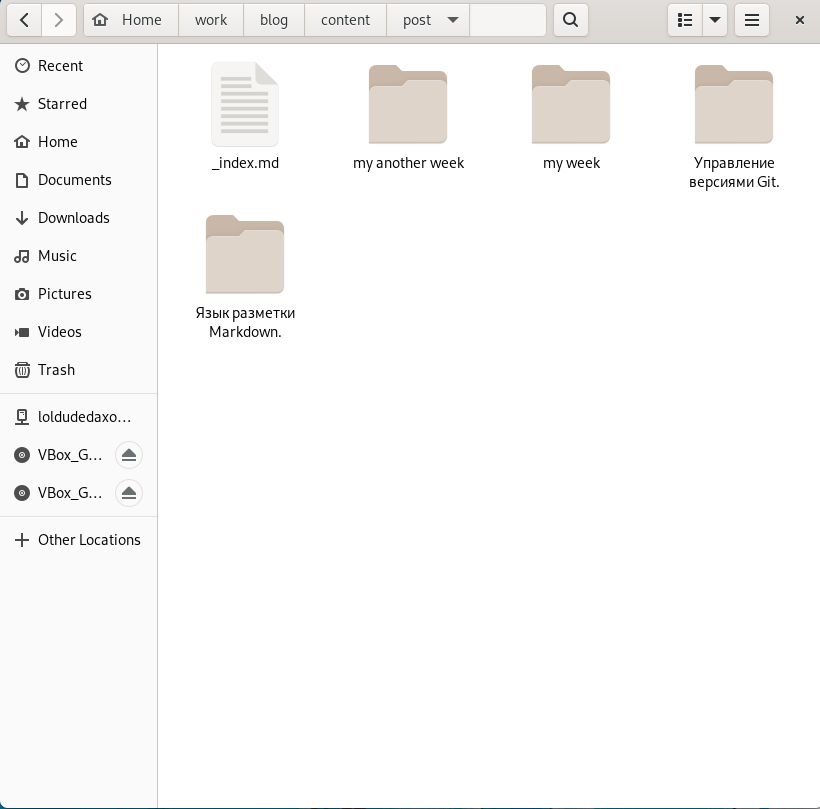 Home work blog content post
Recent
Starred
Home
Documents
Downloads
Music
Pictures
Videos
Trash
loldudedaxo...
VBox_G...
VBox_G...
Other Locations
_index.md
my another week
my week
Управление
версиями Git.
Язык разметки
Markdown.